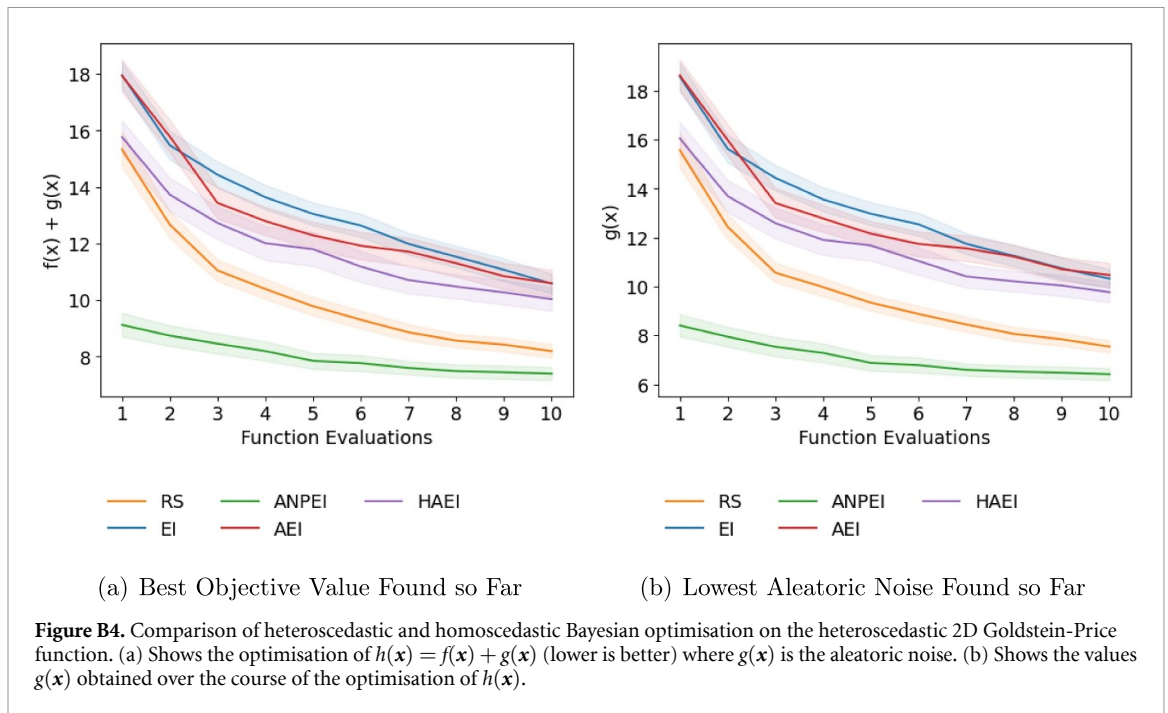 18
16
14
12
10
8
f(x) + g(x)
1 2 3 4 5 6 7 8 9 10
Function Evaluations
RS ANPEI HAEI
EI AEI
(a) Best Objective Value Found so Far
18
16
14
12
10
8
6
g(x)
1 2 3 4 5 6 7 8 9 10
Function Evaluations
RS ANPEI HAEI
EI AEI
(b) Lowest Aleatoric Noise Found so Far
Figure B4. Comparison of heteroscedastic and homoscedastic Bayesian optimisation on the heteroscedastic 2D Goldstein-Price
function. (a) Shows the optimisation of h(x) = f(x) + g(x) (lower is better) where g(x) is the aleatoric noise. (b) Shows the values
g(x) obtained over the course of the optimisation of h(x).